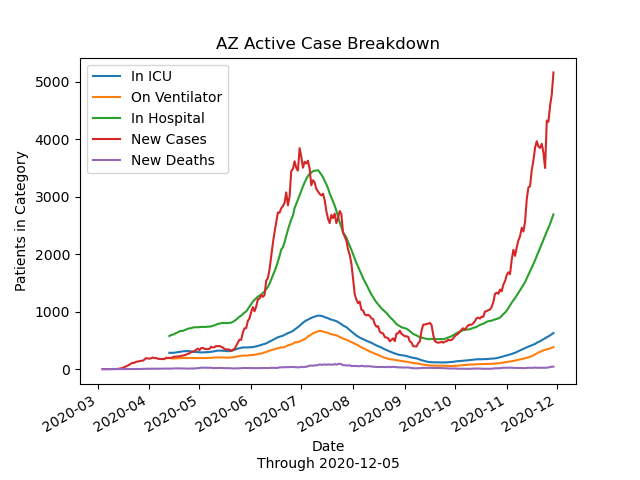 AZ Active Case Breakdown
In ICU
On Ventilator
In Hospital
New Cases
New Deaths
Patients in Category
5000
4000
3000
2000
1000
0
2020-03
2020-04
2020-05
2020-06
2020-07
2020-08
2020-09
2020-10
2020-11
2020-12
Date
Through 2020-12-05